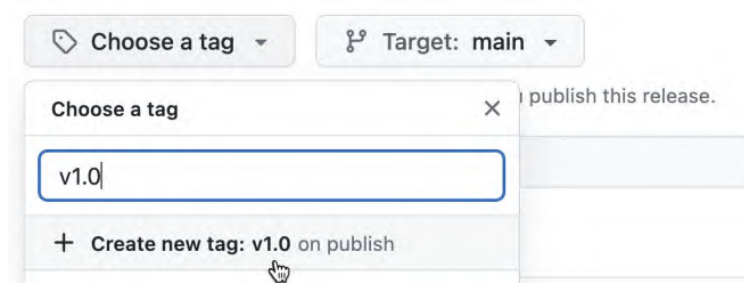 Choose a tag Target: main
publish this release.
Choose a tag
v1.0
Create new tag: v1.0 on publish